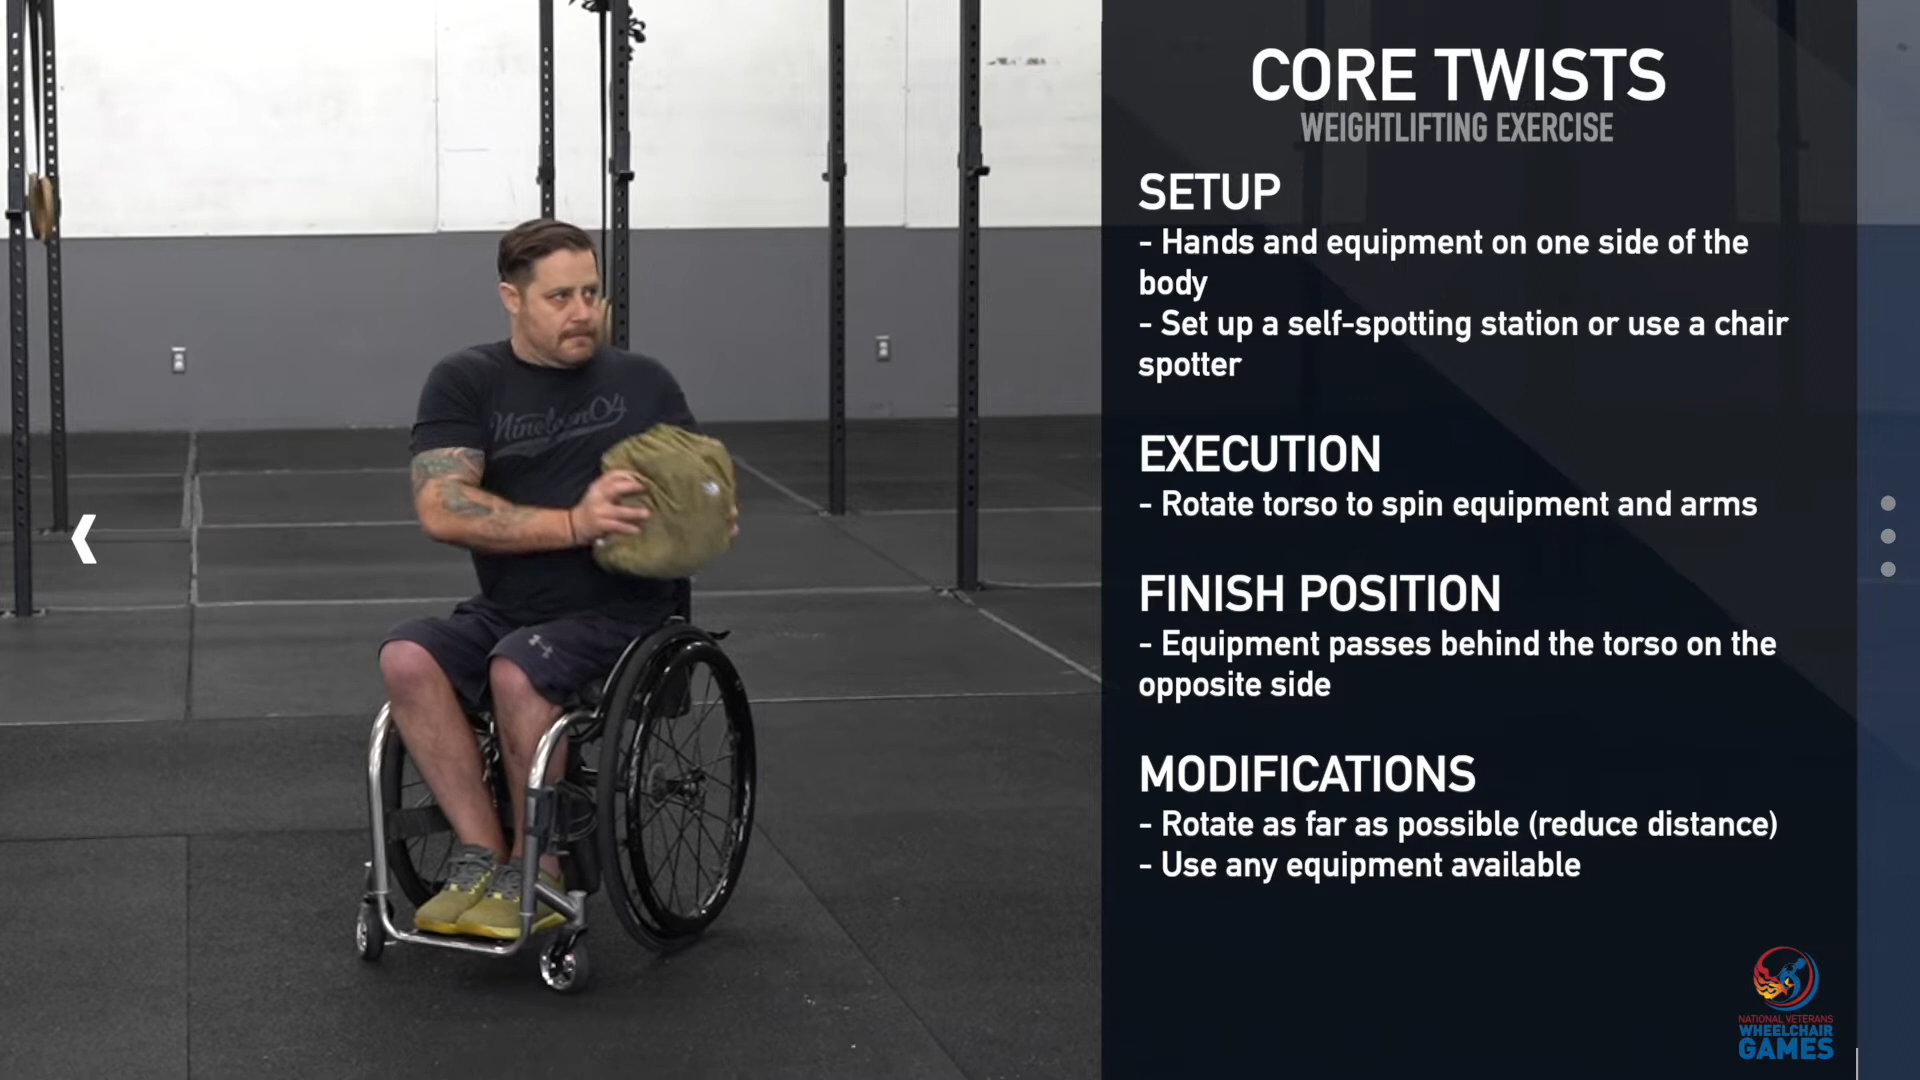 CORE TWISTS
WEIGHTLIFTING EXERCISE
SETUP
- Hands and equipment on one side of the
body
- Set up a self-spotting station or use a chair
spotter
EXECUTION
- Rotate torso to spin equipment and arms
FINISH POSITION
- Equipment passes behind the torso on the
opposite side
MODIFICATIONS
- Rotate as far as possible (reduce distance)
- Use any equipment available
Nineteen04
NATIONAL VETERANS
WHEELCHAIR
GAMES